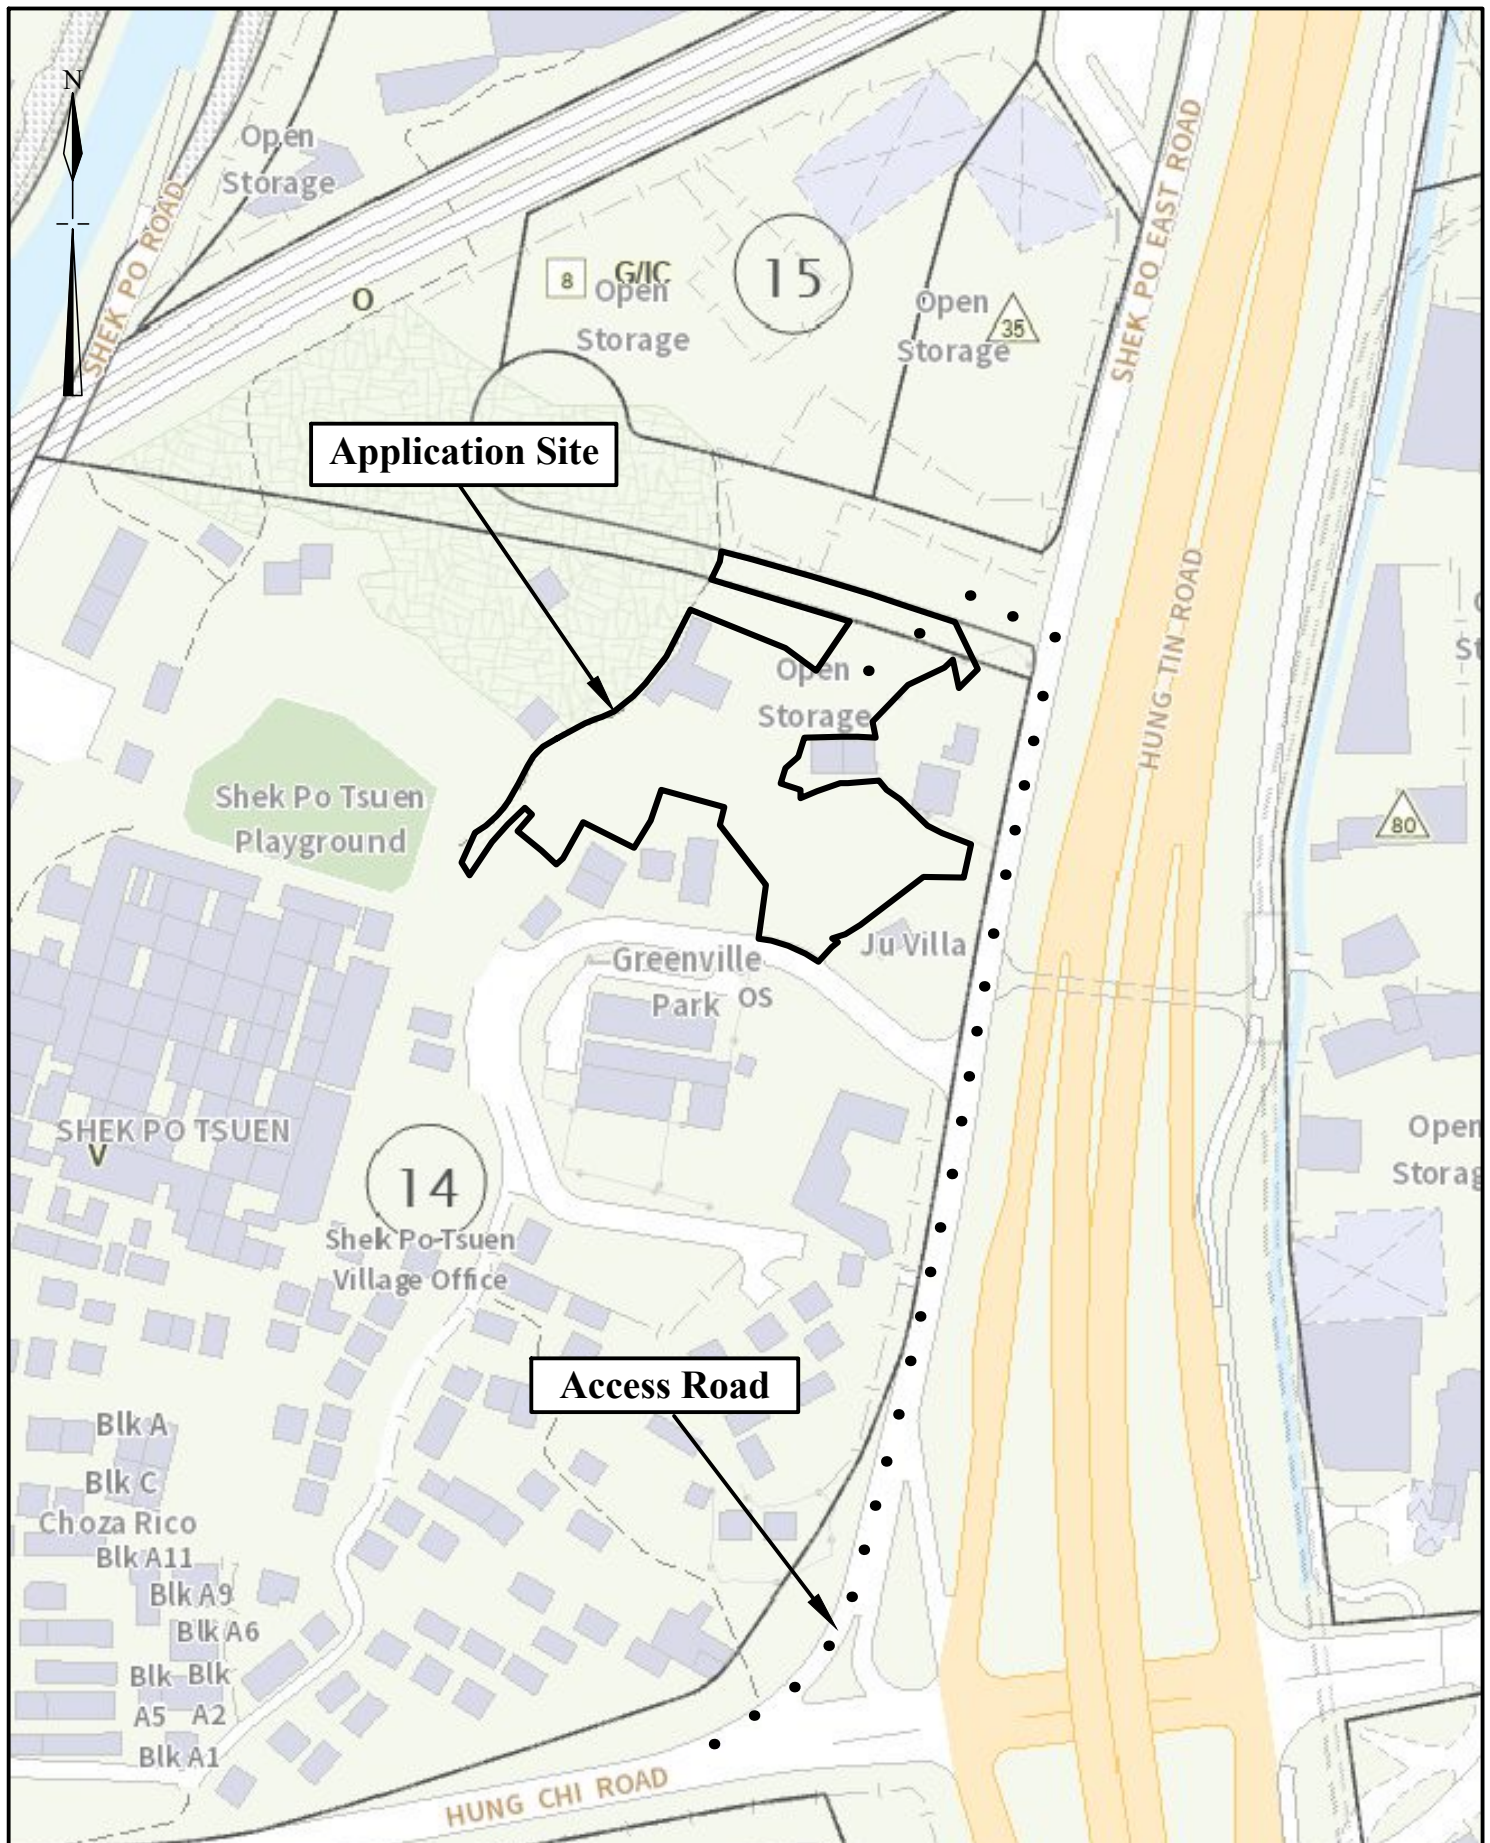 N
Open
Storage
SHEK PO ROAD
O
8
G/IC
Open
Storage
15
Open
Storage
35
SHEK PO EAST ROAD
Application Site
HUNG TIN ROAD
Open
Storage
Shek Po Tsuen
Playground
80
Ju Villa
Greenville
Park
OS
SHEK PO TSUEN
V
14
Open
Storag
Shek Po Tsuen
Village Office
Access Road
Blk A
Blk C
Choza Rico
Blk A11
Blk A9
Blk A6
Blk Blk
A5 A2
Blk A1
HUNG CHI ROAD